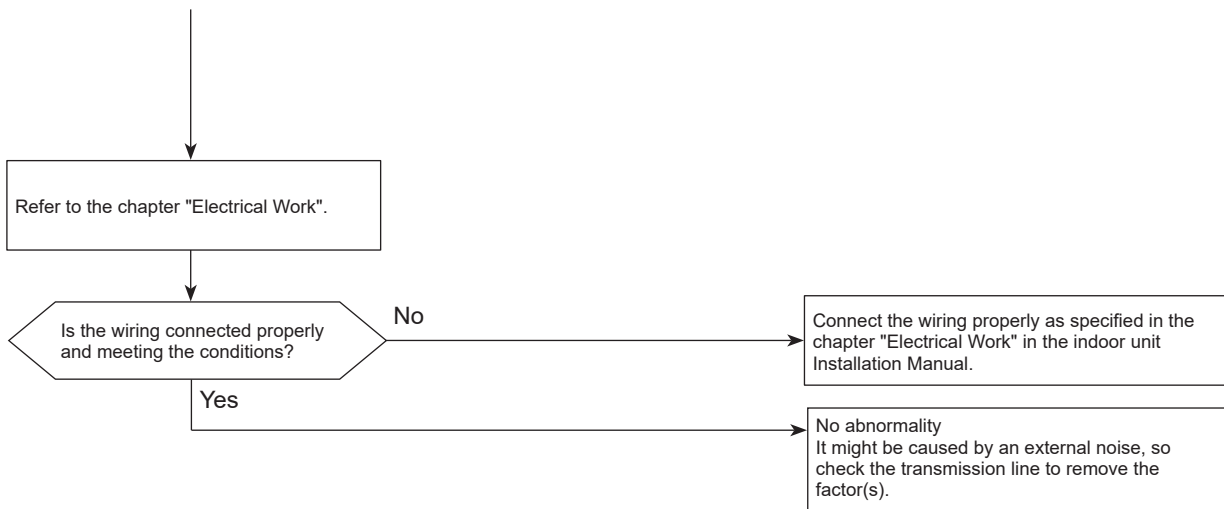 Refer to the chapter "Electrical Work".
Is the wiring connected properly
and meeting the conditions?
No
Connect the wiring properly as specified in the
chapter "Electrical Work" in the indoor unit
Installation Manual.
Yes
No abnormality
It might be caused by an external noise, so
check the transmission line to remove the
factor(s).